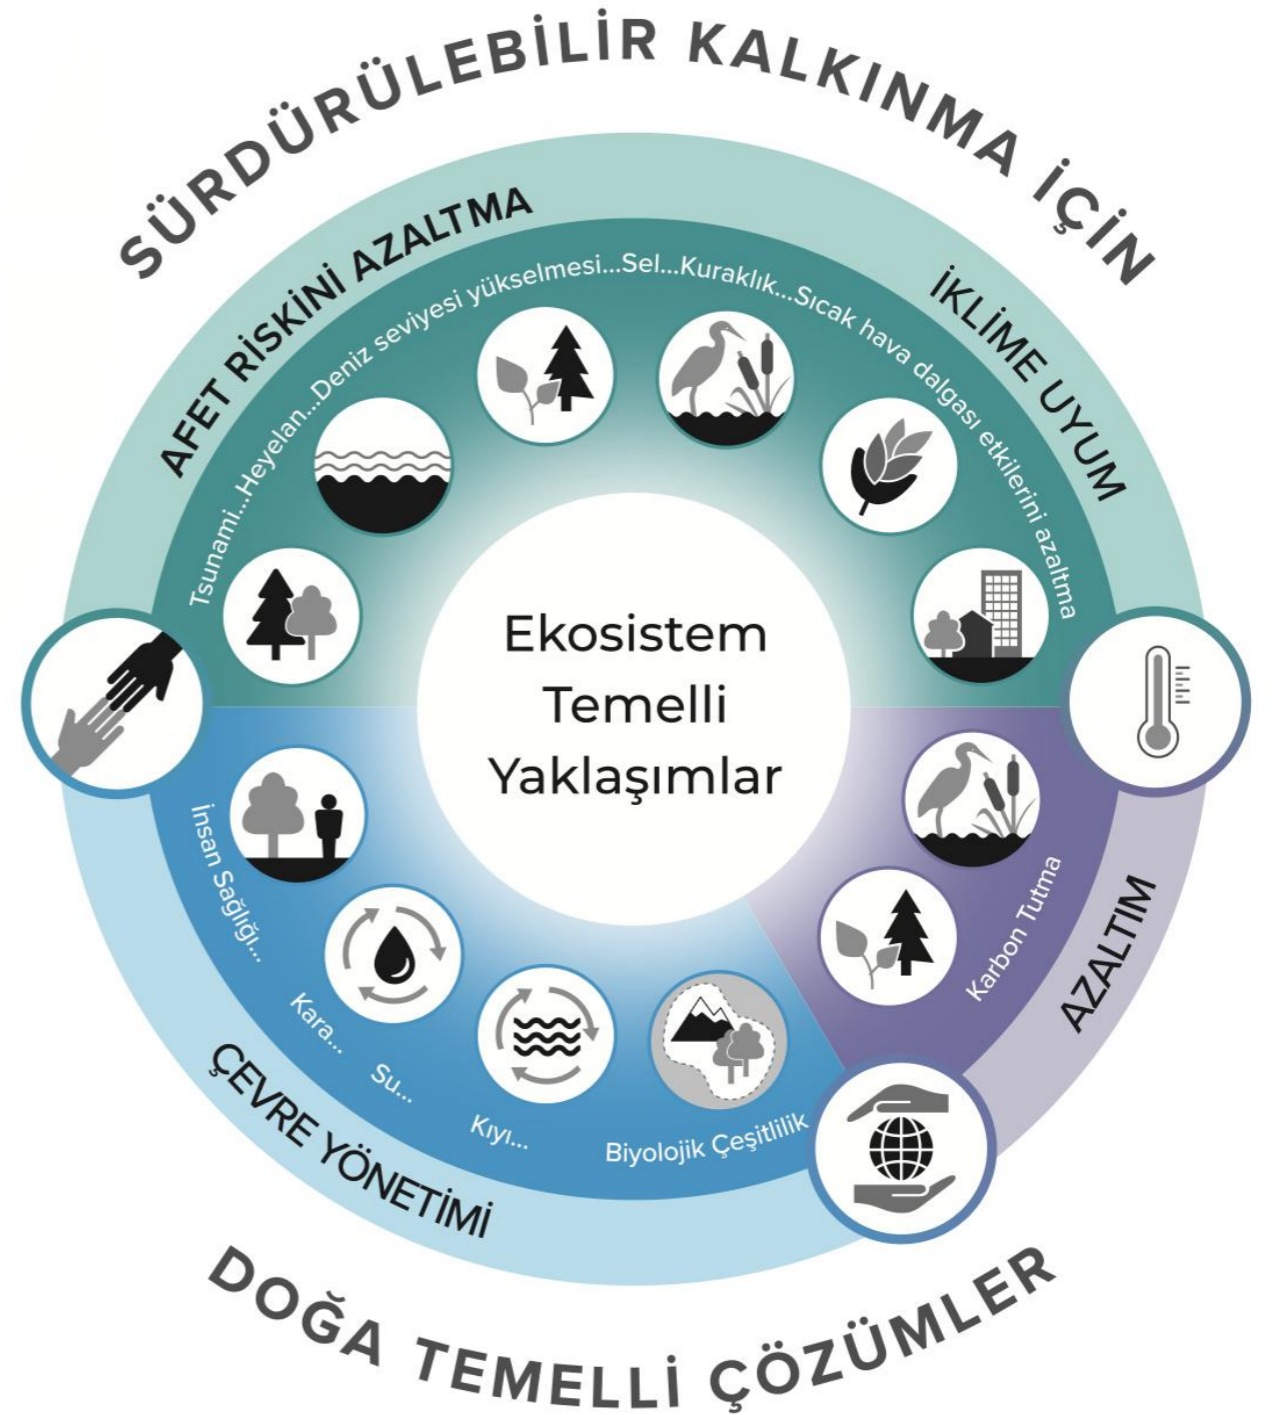 SÜRDÜRÜLEBİLİR KALKINMA İÇİN
AFET RİSKİNİ AZALTMA
İKLİME UYUM
Tsunami...Heyelan...Deniz seviyesi yükselmesi...Sel...Kuraklık...Sıcak hava dalgası etkilerini azaltma
Ekosistem
Temelli
Yaklaşımlar
İnsan Sağlığı...
Kara...
Su...
Kıyı...
Biyolojik Çeşitlilik
Karbon Tutma
AZALTIM
ÇEVRE YÖNETİMİ
DOĞA TEMELLİ ÇÖZÜMLER